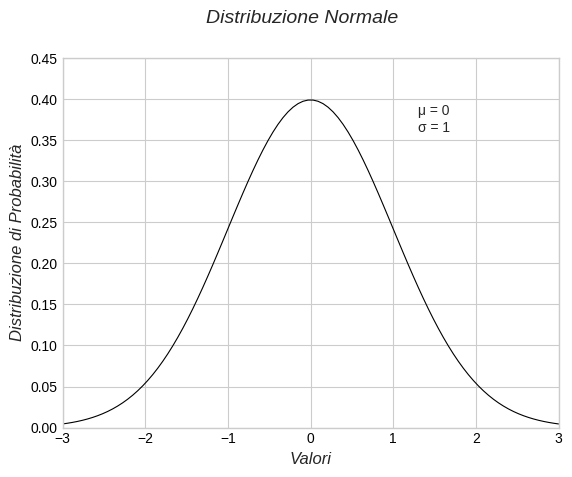 Distribuzione Normale
0.45
0.40
μ = 0
σ = 1
0.35
0.30
0.25
0.20
0.15
0.10
0.05
0.00
Distribuzione di Probabilità
−3 −2 −1 0 1 2 3
Valori